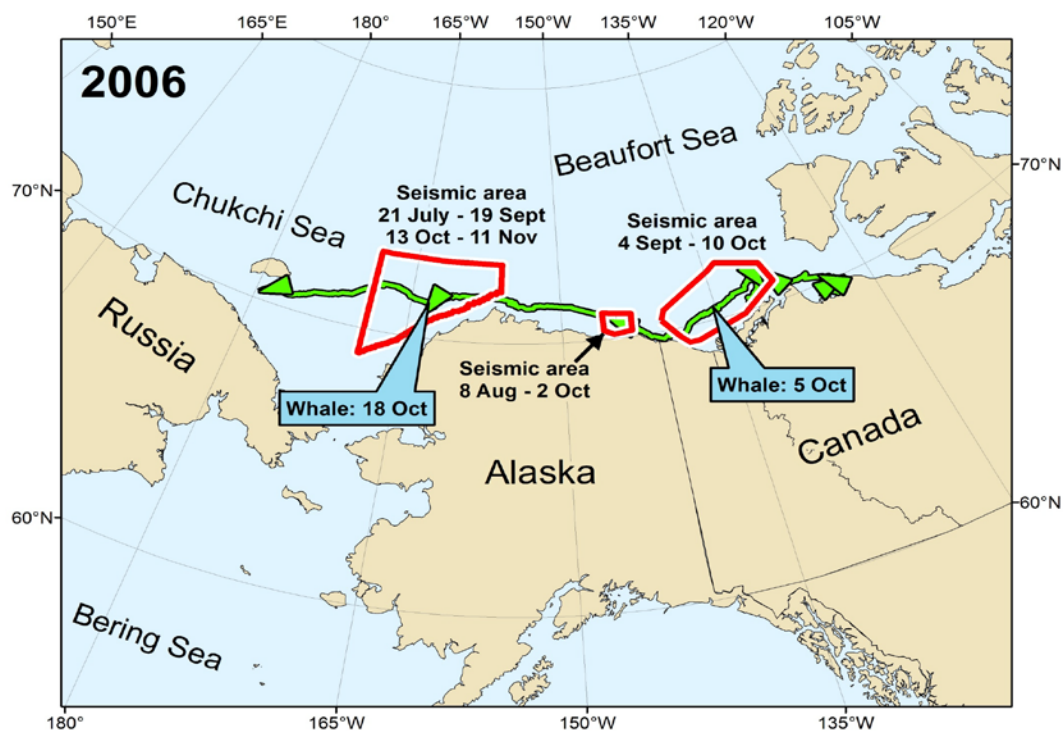 150°E 165°E 180° 165°W 150°W 135°W 120°W 105°W
2006
Beaufort Sea
70°N
70°N
Chukchi Sea
Seismic area
21 July - 19 Sept
13 Oct - 11 Nov
Seismic area
4 Sept - 10 Oct
Russia
Seismic area
8 Aug - 2 Oct
Whale: 18 Oct
Whale: 5 Oct
Canada
Alaska
60°N
60°N
Bering Sea
180° 165°W 150°W 135°W